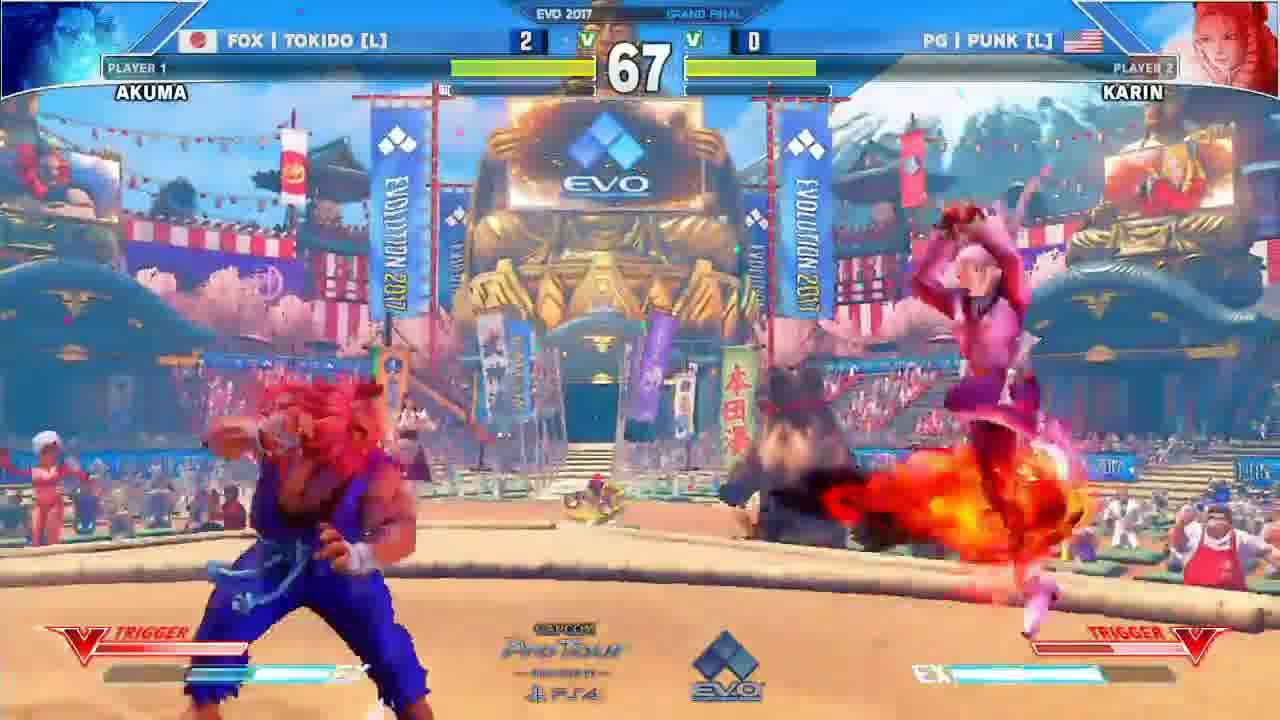 EVO 2017
GRAND FINAL
FOX | TOKIDO [L]
2
V
67
V
0
PG | PUNK [L]
PLAYER 1
PLAYER 2
AKUMA
KARIN
EVO
EVOLUTION 2017
EVOLUTION 2017
本田湯
TRIGGER
TRIGGER
EX
EX
CAPCOM
Pro Tour
PS4
EVO